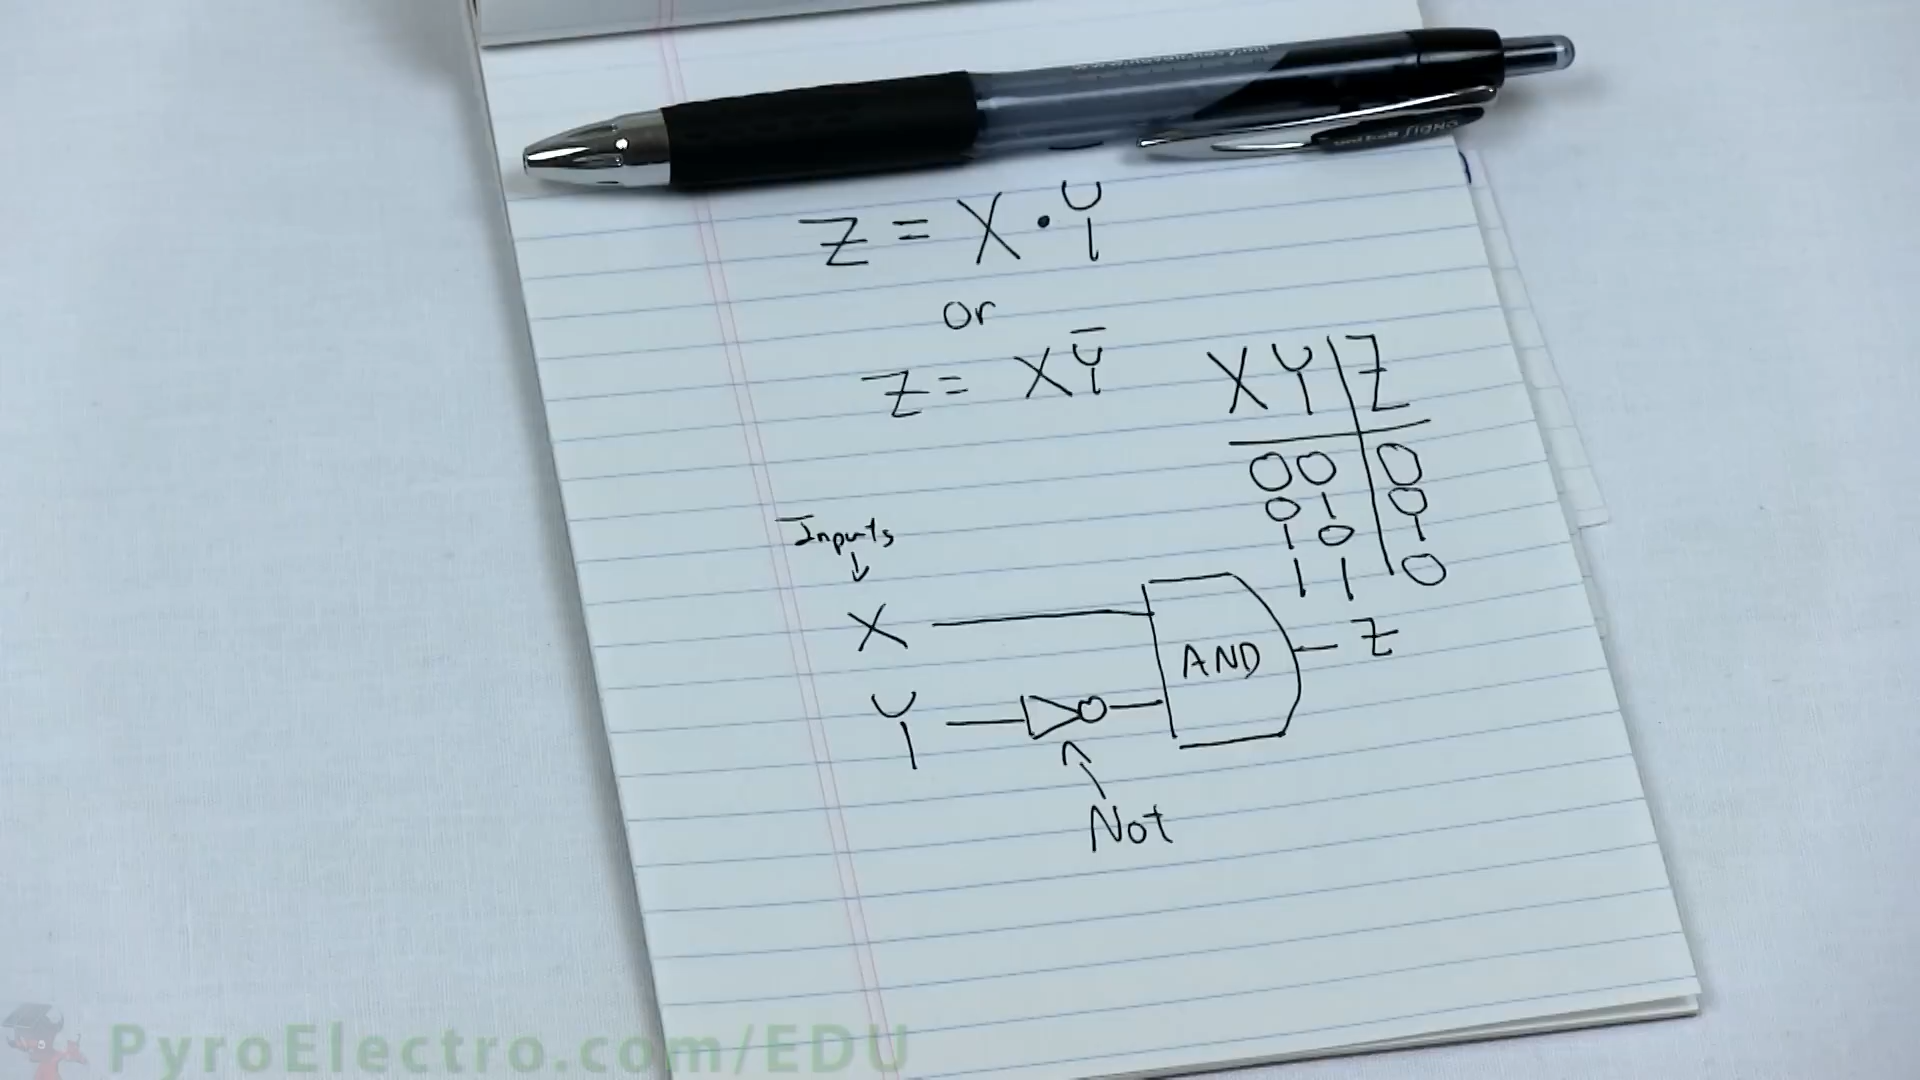 Z = X · Y
or
Z = XY̅
X Y | Z
0 0 | 0
0 1 | 0
1 0 | 1
1 1 | 0
Inputs
↓
X
AND
Z
Y
Not
PyroElectro.com/EDU